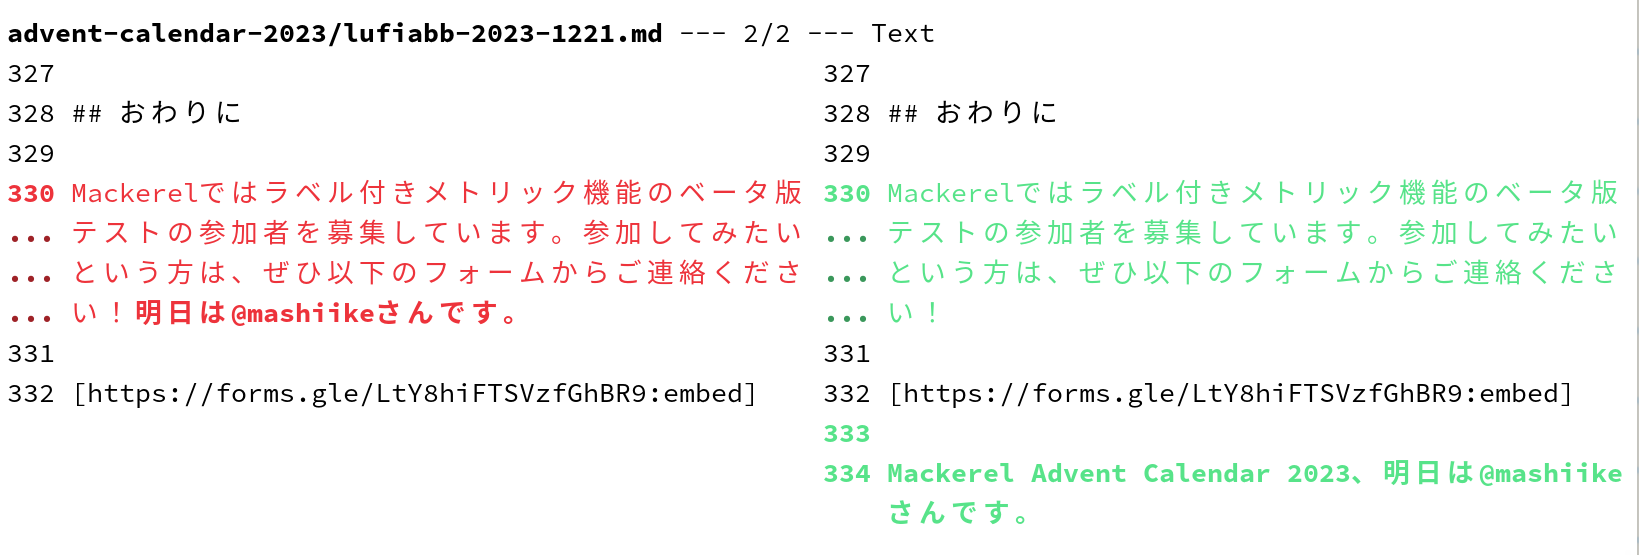 advent-calendar-2023/lufiabb-2023-1221.md --- 2/2 --- Text
327
328 ## おわりに
329
330 Mackerelではラベル付きメトリック機能のベータ版
... テストの参加者を募集しています。参加してみたい
... という方は、ぜひ以下のフォームからご連絡くださ
... い！明日は@mashiikeさんです。
331
332 [https://forms.gle/LtY8hiFTSVzfGhBR9:embed]
327
328 ## おわりに
329
330 Mackerelではラベル付きメトリック機能のベータ版
... テストの参加者を募集しています。参加してみたい
... という方は、ぜひ以下のフォームからご連絡くださ
... い！
331
332 [https://forms.gle/LtY8hiFTSVzfGhBR9:embed]
333
334 Mackerel Advent Calendar 2023、明日は@mashiike
さんです。